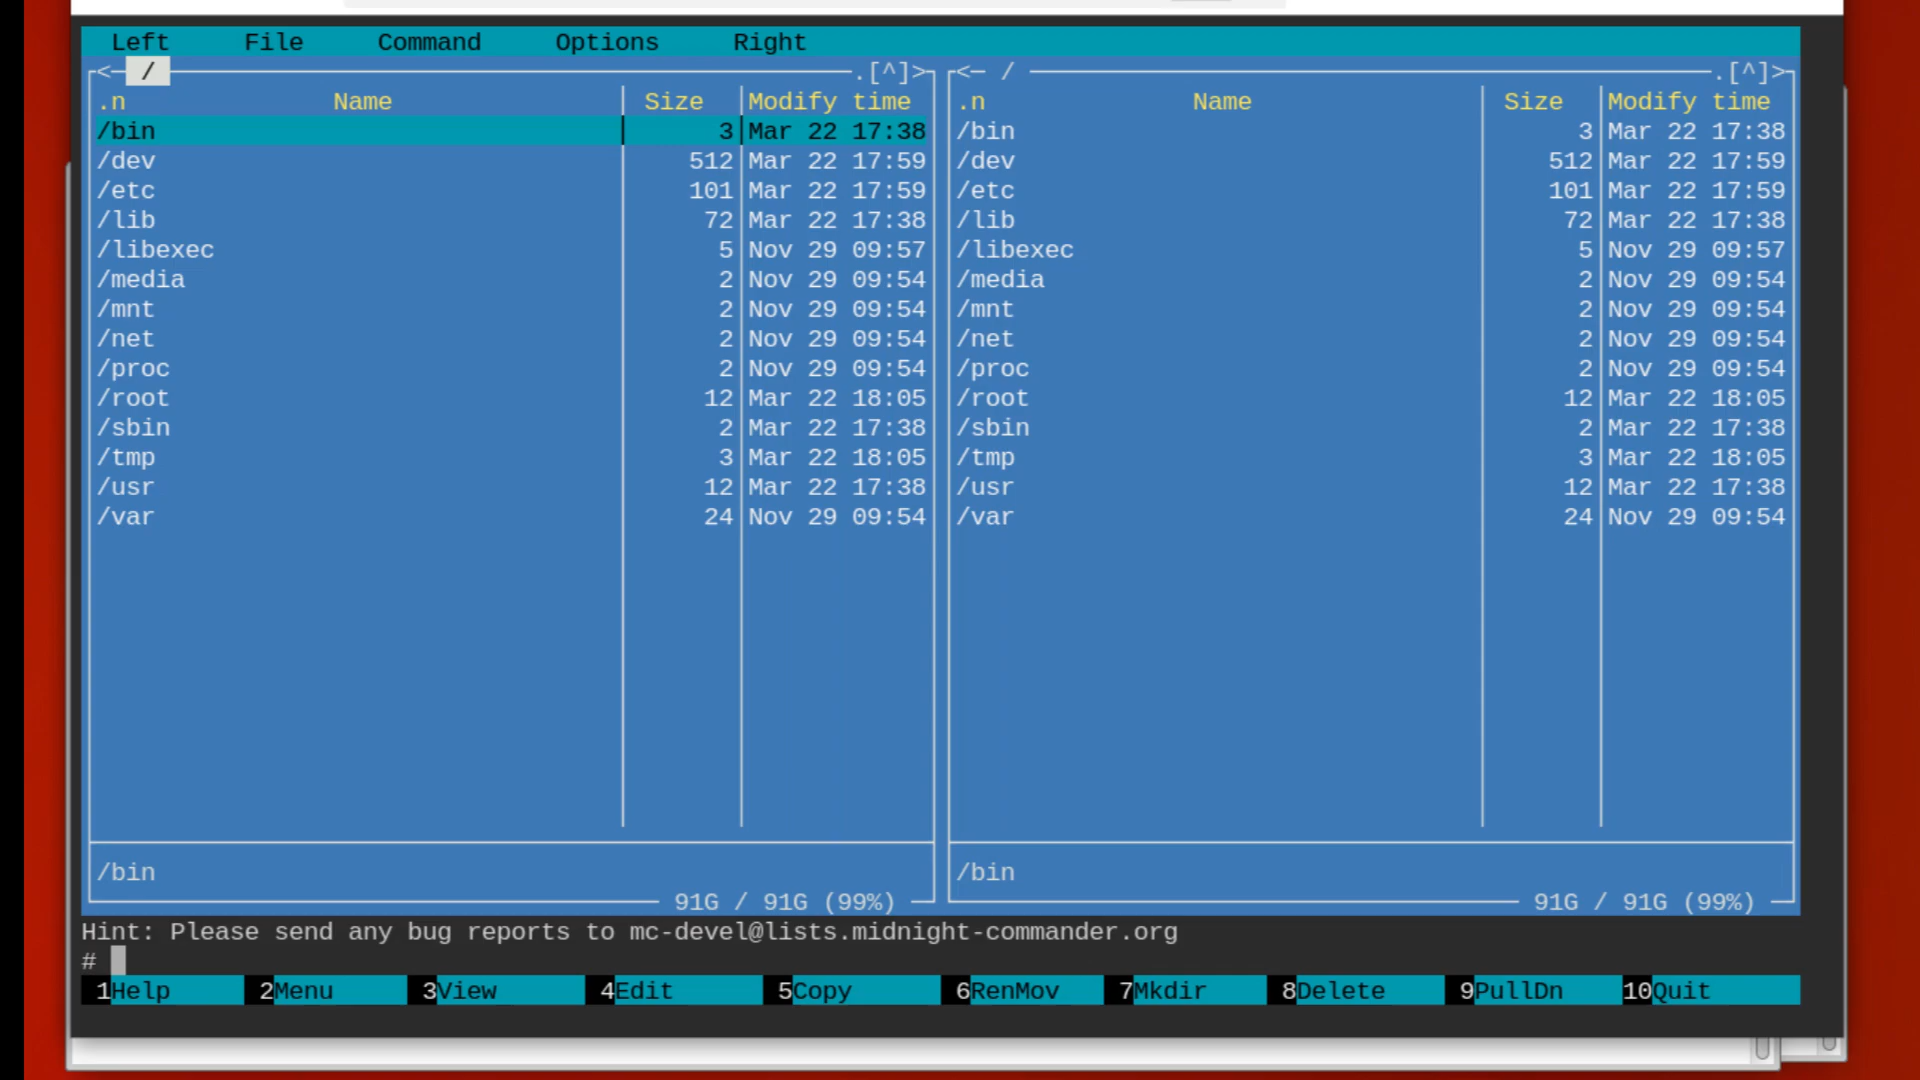 Left File Command Options Right
<─ / ─.[^]> <─ / ─.[^]>
.n Name Size Modify time .n Name Size Modify time
/bin 3 Mar 22 17:38 /bin 3 Mar 22 17:38
/dev 512 Mar 22 17:59 /dev 512 Mar 22 17:59
/etc 101 Mar 22 17:59 /etc 101 Mar 22 17:59
/lib 72 Mar 22 17:38 /lib 72 Mar 22 17:38
/libexec 5 Nov 29 09:57 /libexec 5 Nov 29 09:57
/media 2 Nov 29 09:54 /media 2 Nov 29 09:54
/mnt 2 Nov 29 09:54 /mnt 2 Nov 29 09:54
/net 2 Nov 29 09:54 /net 2 Nov 29 09:54
/proc 2 Nov 29 09:54 /proc 2 Nov 29 09:54
/root 12 Mar 22 18:05 /root 12 Mar 22 18:05
/sbin 2 Mar 22 17:38 /sbin 2 Mar 22 17:38
/tmp 3 Mar 22 18:05 /tmp 3 Mar 22 18:05
/usr 12 Mar 22 17:38 /usr 12 Mar 22 17:38
/var 24 Nov 29 09:54 /var 24 Nov 29 09:54
/bin /bin
91G / 91G (99%) 91G / 91G (99%)
Hint: Please send any bug reports to mc-devel@lists.midnight-commander.org
#
1Help 2Menu 3View 4Edit 5Copy 6RenMov 7Mkdir 8Delete 9PullDn 10Quit